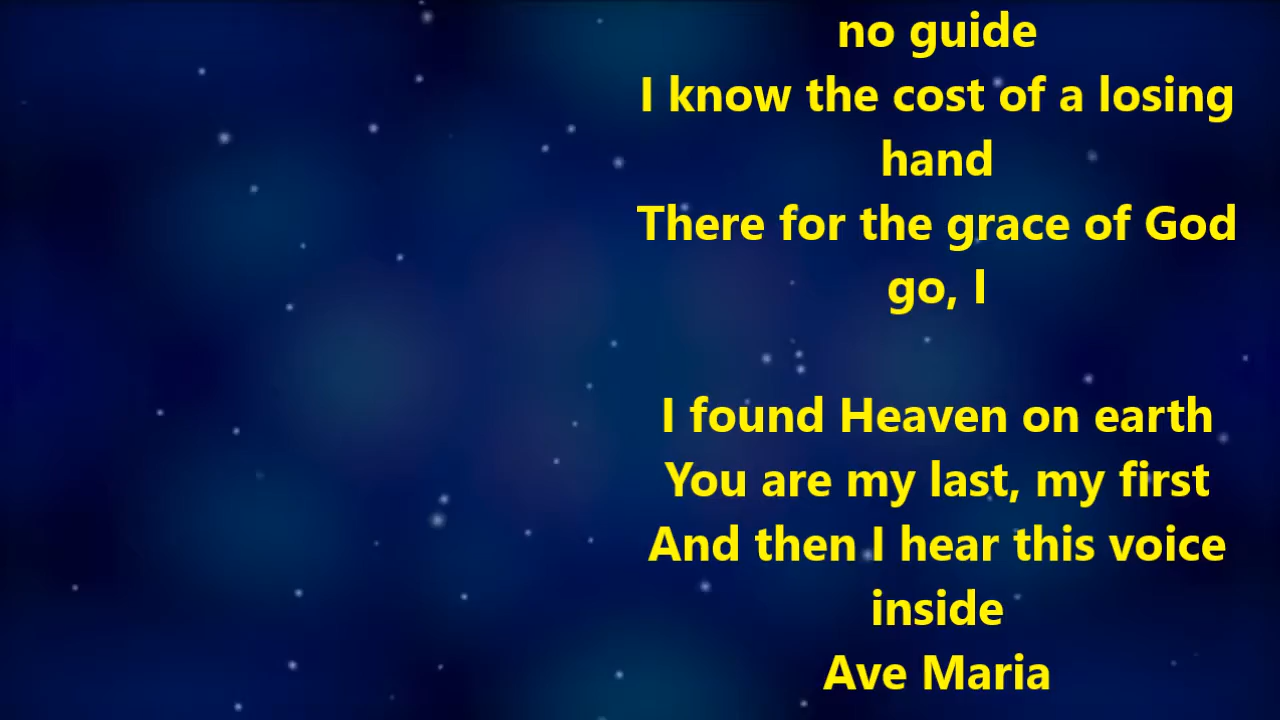 no guide
I know the cost of a losing
hand
There for the grace of God
go, I
I found Heaven on earth
You are my last, my first
And then I hear this voice
inside
Ave Maria